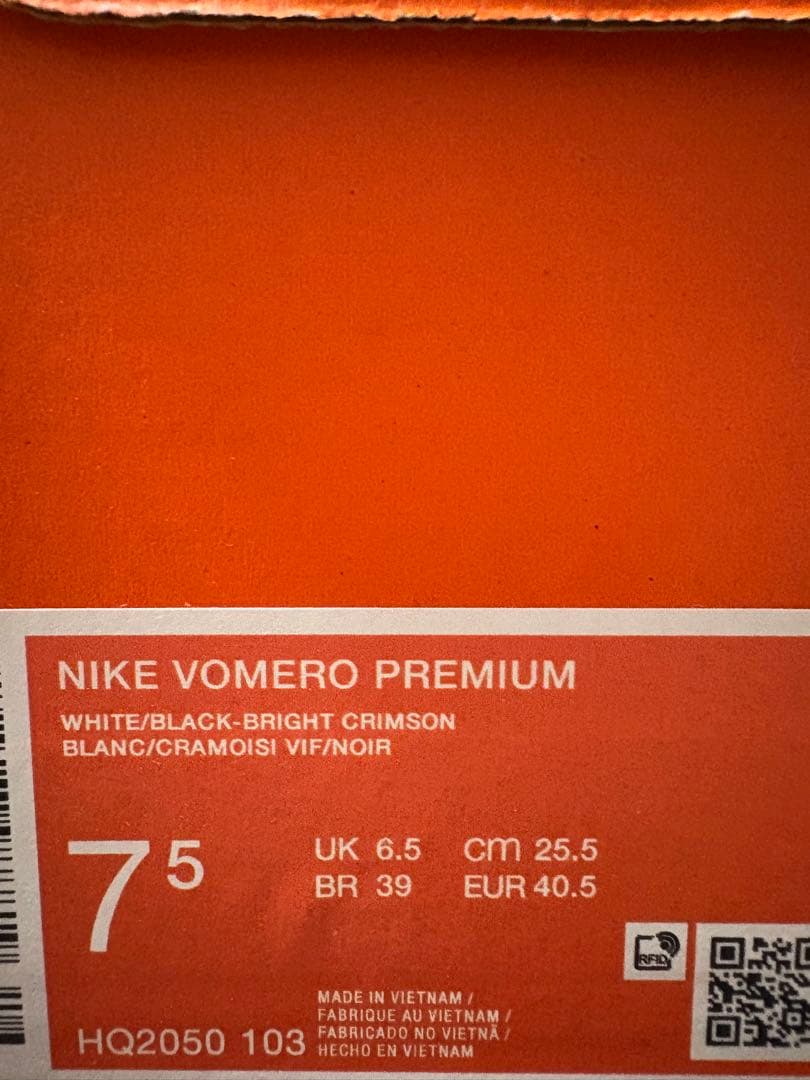 NIKE VOMERO PREMIUM
WHITE/BLACK-BRIGHT CRIMSON
BLANC/CRAMOISI VIF/NOIR
7 5
UK 6.5 CM 25.5
BR 39 EUR 40.5
RFID
MADE IN VIETNAM /
FABRIQUE AU VIETNAM /
FABRICADO NO VIETNÃ /
HECHO EN VIETNAM
HQ2050 103